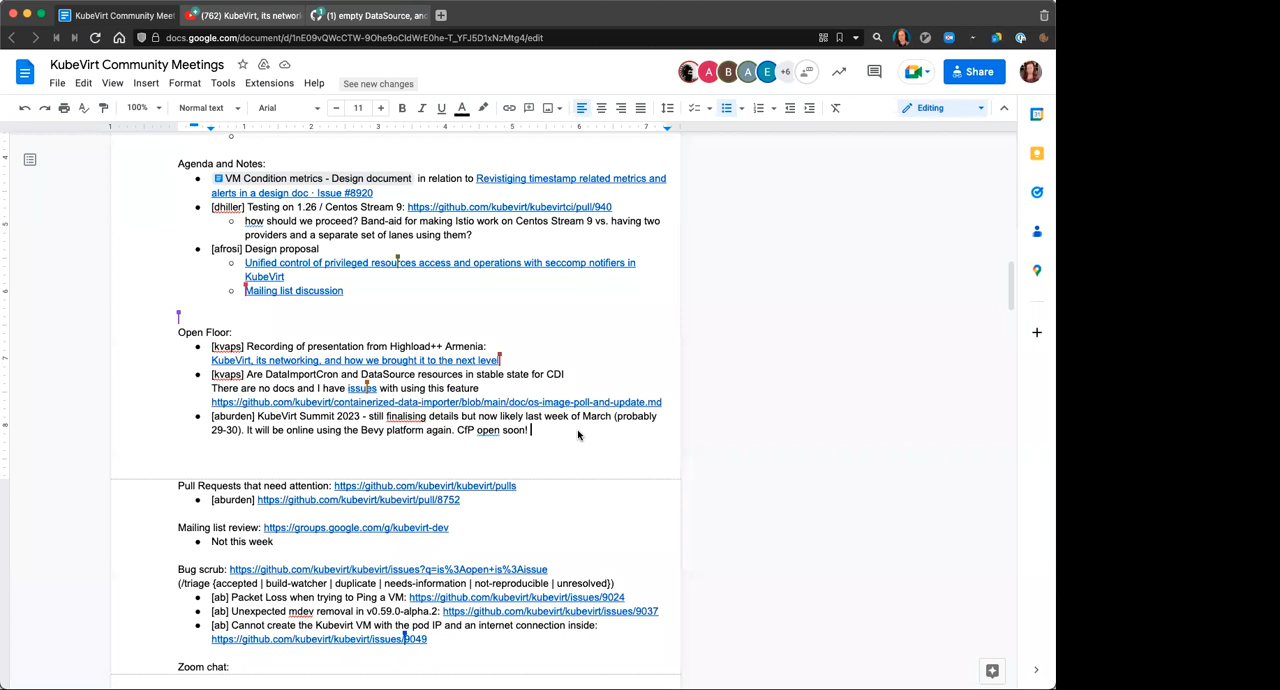 KubeVirt Community Meet
(762) KubeVirt, its networ
(1) empty DataSource, an
docs.google.com/document/d/1nE09vQWcCTW-9Ohe9oCldWrE0he-T_YFJ5D1xNzMtg4/edit
KubeVirt Community Meetings
File Edit View Insert Format Tools Extensions Help See new changes
A B A E +6
Share
100% Normal text Arial 11 B I U A Editing
1 1 2 3 4 5 6 7
Agenda and Notes:
VM Condition metrics - Design document in relation to Revistiging timestamp related metrics and
alerts in a design doc · Issue #8920
[dhiller] Testing on 1.26 / Centos Stream 9: https://github.com/kubevirt/kubevirtci/pull/940
how should we proceed? Band-aid for making Istio work on Centos Stream 9 vs. having two
providers and a separate set of lanes using them?
[afrosi] Design proposal
Unified control of privileged resources access and operations with seccomp notifiers in
KubeVirt
Mailing list discussion
Open Floor:
[kvaps] Recording of presentation from Highload++ Armenia:
KubeVirt, its networking, and how we brought it to the next level
[kvaps] Are DataImportCron and DataSource resources in stable state for CDI
There are no docs and I have issues with using this feature
https://github.com/kubevirt/containerized-data-importer/blob/main/doc/os-image-poll-and-update.md
[aburden] KubeVirt Summit 2023 - still finalising details but now likely last week of March (probably
29-30). It will be online using the Bevy platform again. CfP open soon!
Pull Requests that need attention: https://github.com/kubevirt/kubevirt/pulls
[aburden] https://github.com/kubevirt/kubevirt/pull/8752
Mailing list review: https://groups.google.com/g/kubevirt-dev
Not this week
Bug scrub: https://github.com/kubevirt/kubevirt/issues?q=is%3Aopen+is%3Aissue
(/triage {accepted | build-watcher | duplicate | needs-information | not-reproducible | unresolved})
[ab] Packet Loss when trying to Ping a VM: https://github.com/kubevirt/kubevirt/issues/9024
[ab] Unexpected mdev removal in v0.59.0-alpha.2: https://github.com/kubevirt/kubevirt/issues/9037
[ab] Cannot create the Kubevirt VM with the pod IP and an internet connection inside:
https://github.com/kubevirt/kubevirt/issues/9049
Zoom chat: